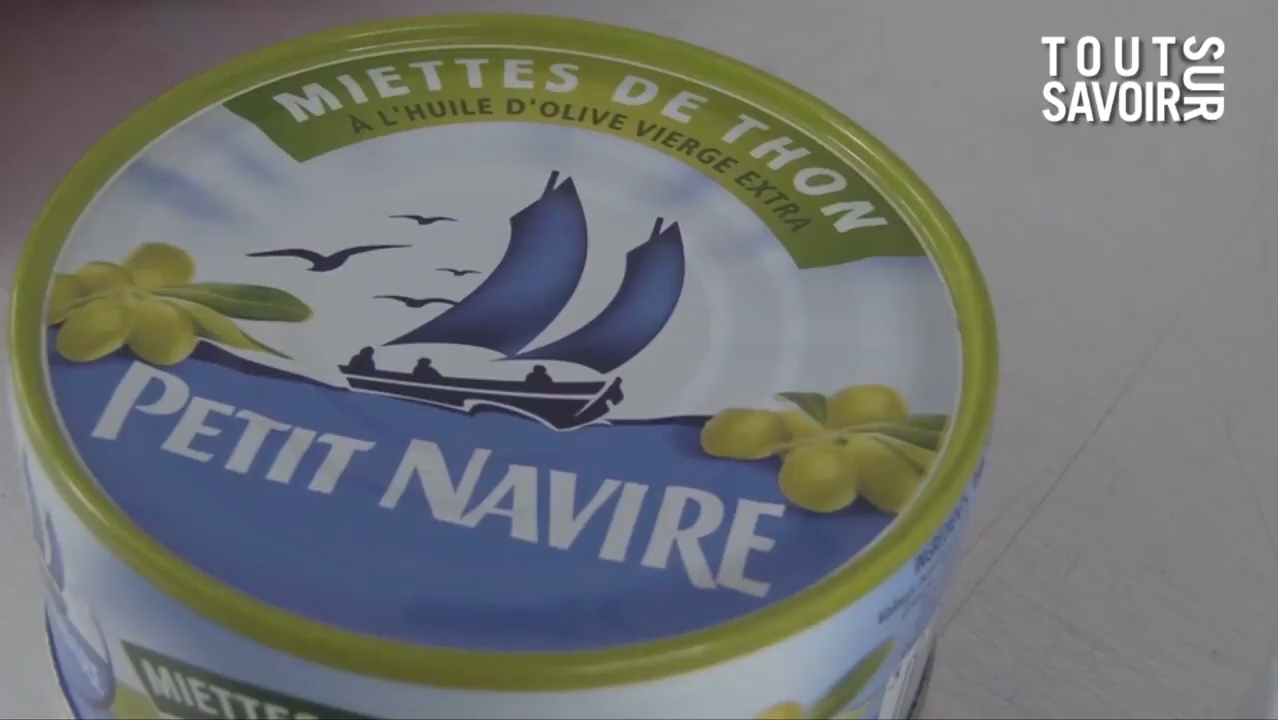 TOUT
SAVOIR
SUR
MIETTES DE THON
À L'HUILE D'OLIVE VIERGE EXTRA
PETIT NAVIRE
MIETTES